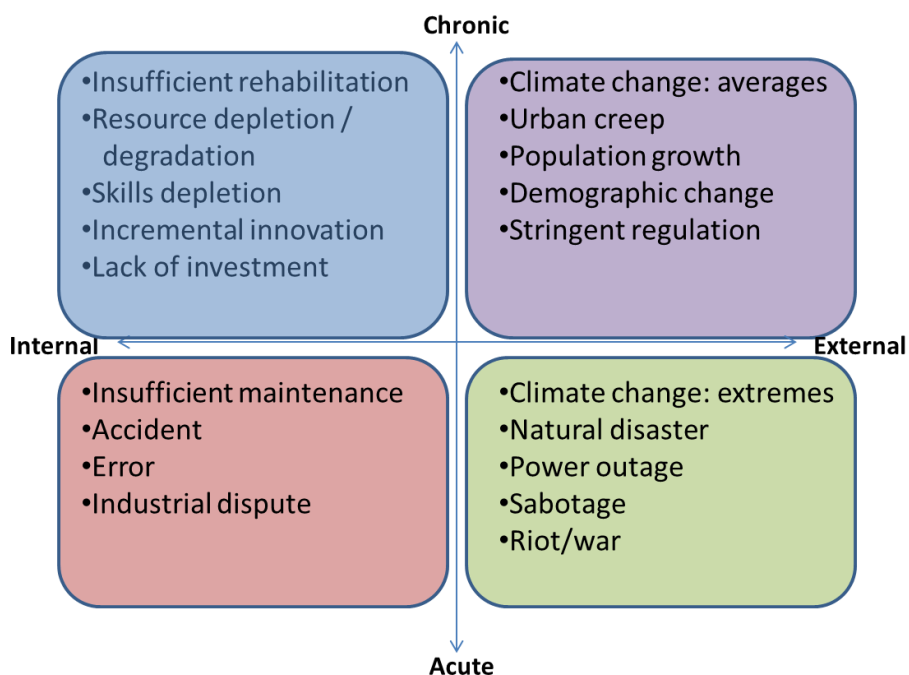 Chronic
•Insufficient rehabilitation
•Resource depletion /
degradation
•Skills depletion
•Incremental innovation
•Lack of investment
•Climate change: averages
•Urban creep
•Population growth
•Demographic change
•Stringent regulation
Internal
External
•Insufficient maintenance
•Accident
•Error
•Industrial dispute
•Climate change: extremes
•Natural disaster
•Power outage
•Sabotage
•Riot/war
Acute